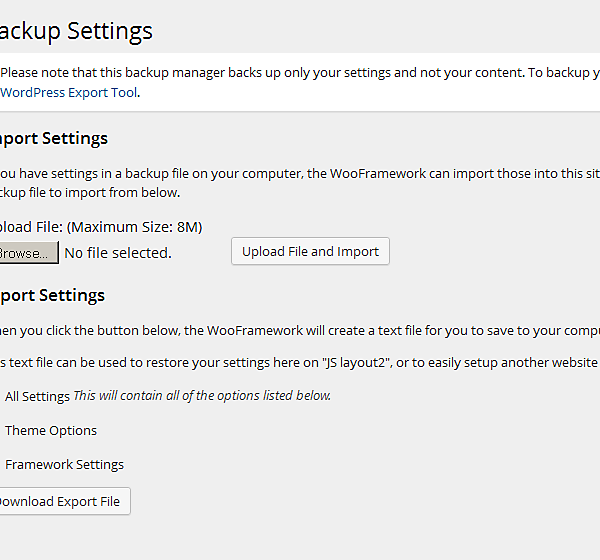 ackup Settings
Please note that this backup manager backs up only your settings and not your content. To backup y
WordPress Export Tool.
port Settings
ou have settings in a backup file on your computer, the WooFramework can import those into this sit
ckup file to import from below.
load File: (Maximum Size: 8M)
Browse... No file selected. Upload File and Import
port Settings
en you click the button below, the WooFramework will create a text file for you to save to your compu
s text file can be used to restore your settings here on "JS layout2", or to easily setup another website
All Settings This will contain all of the options listed below.
Theme Options
Framework Settings
Download Export File